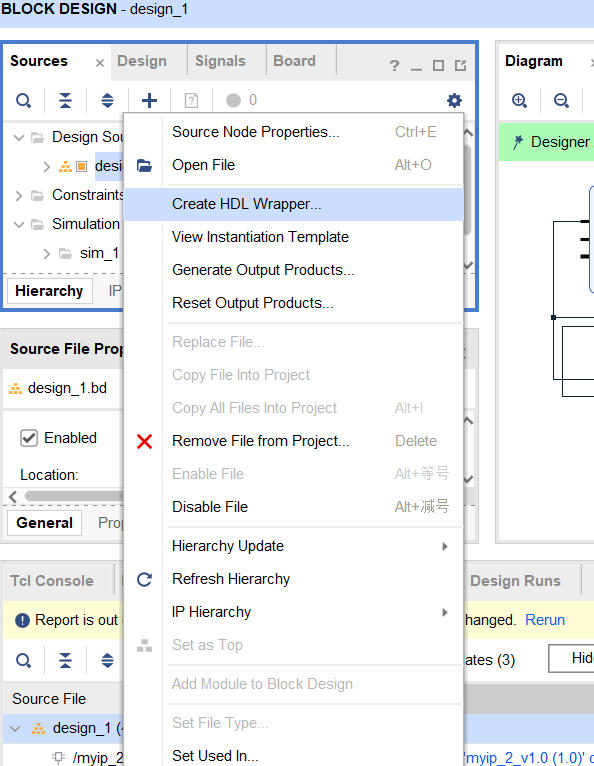 BLOCK DESIGN - design_1
Sources × Design Signals Board ? Diagram
0
Design Sou
desi
Constraints
Simulation
sim_1
Hierarchy IP
Source Node Properties... Ctrl+E
Open File Alt+O
Create HDL Wrapper...
View Instantiation Template
Generate Output Products...
Reset Output Products...
Replace File...
Copy File Into Project
Copy All Files Into Project Alt+I
Remove File from Project... Delete
Enable File Alt+等号
Disable File Alt+减号
Hierarchy Update
Refresh Hierarchy
IP Hierarchy
Set as Top
Add Module to Block Design
Set File Type...
Set Used In...
Designer
Source File Prop
design_1.bd
Enabled
Location:
General Prop
Tcl Console Design Runs
Report is out hanged. Rerun
ates (3) Hide
Source File
design_1 (4
/myip_2 'myip_2_v1.0 (1.0)'